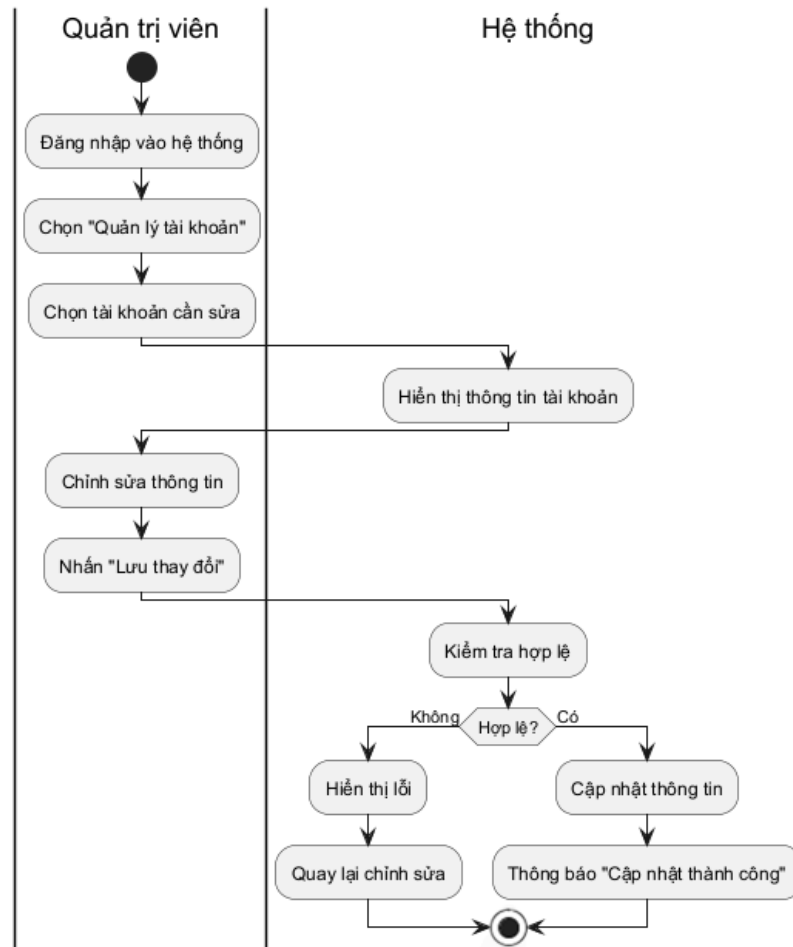 Quản trị viên
Hệ thống
Đăng nhập vào hệ thống
Chọn "Quản lý tài khoản"
Chọn tài khoản cần sửa
Hiển thị thông tin tài khoản
Chỉnh sửa thông tin
Nhấn "Lưu thay đổi"
Kiểm tra hợp lệ
Không
Hợp lệ?
Có
Hiển thị lỗi
Cập nhật thông tin
Quay lại chỉnh sửa
Thông báo "Cập nhật thành công"